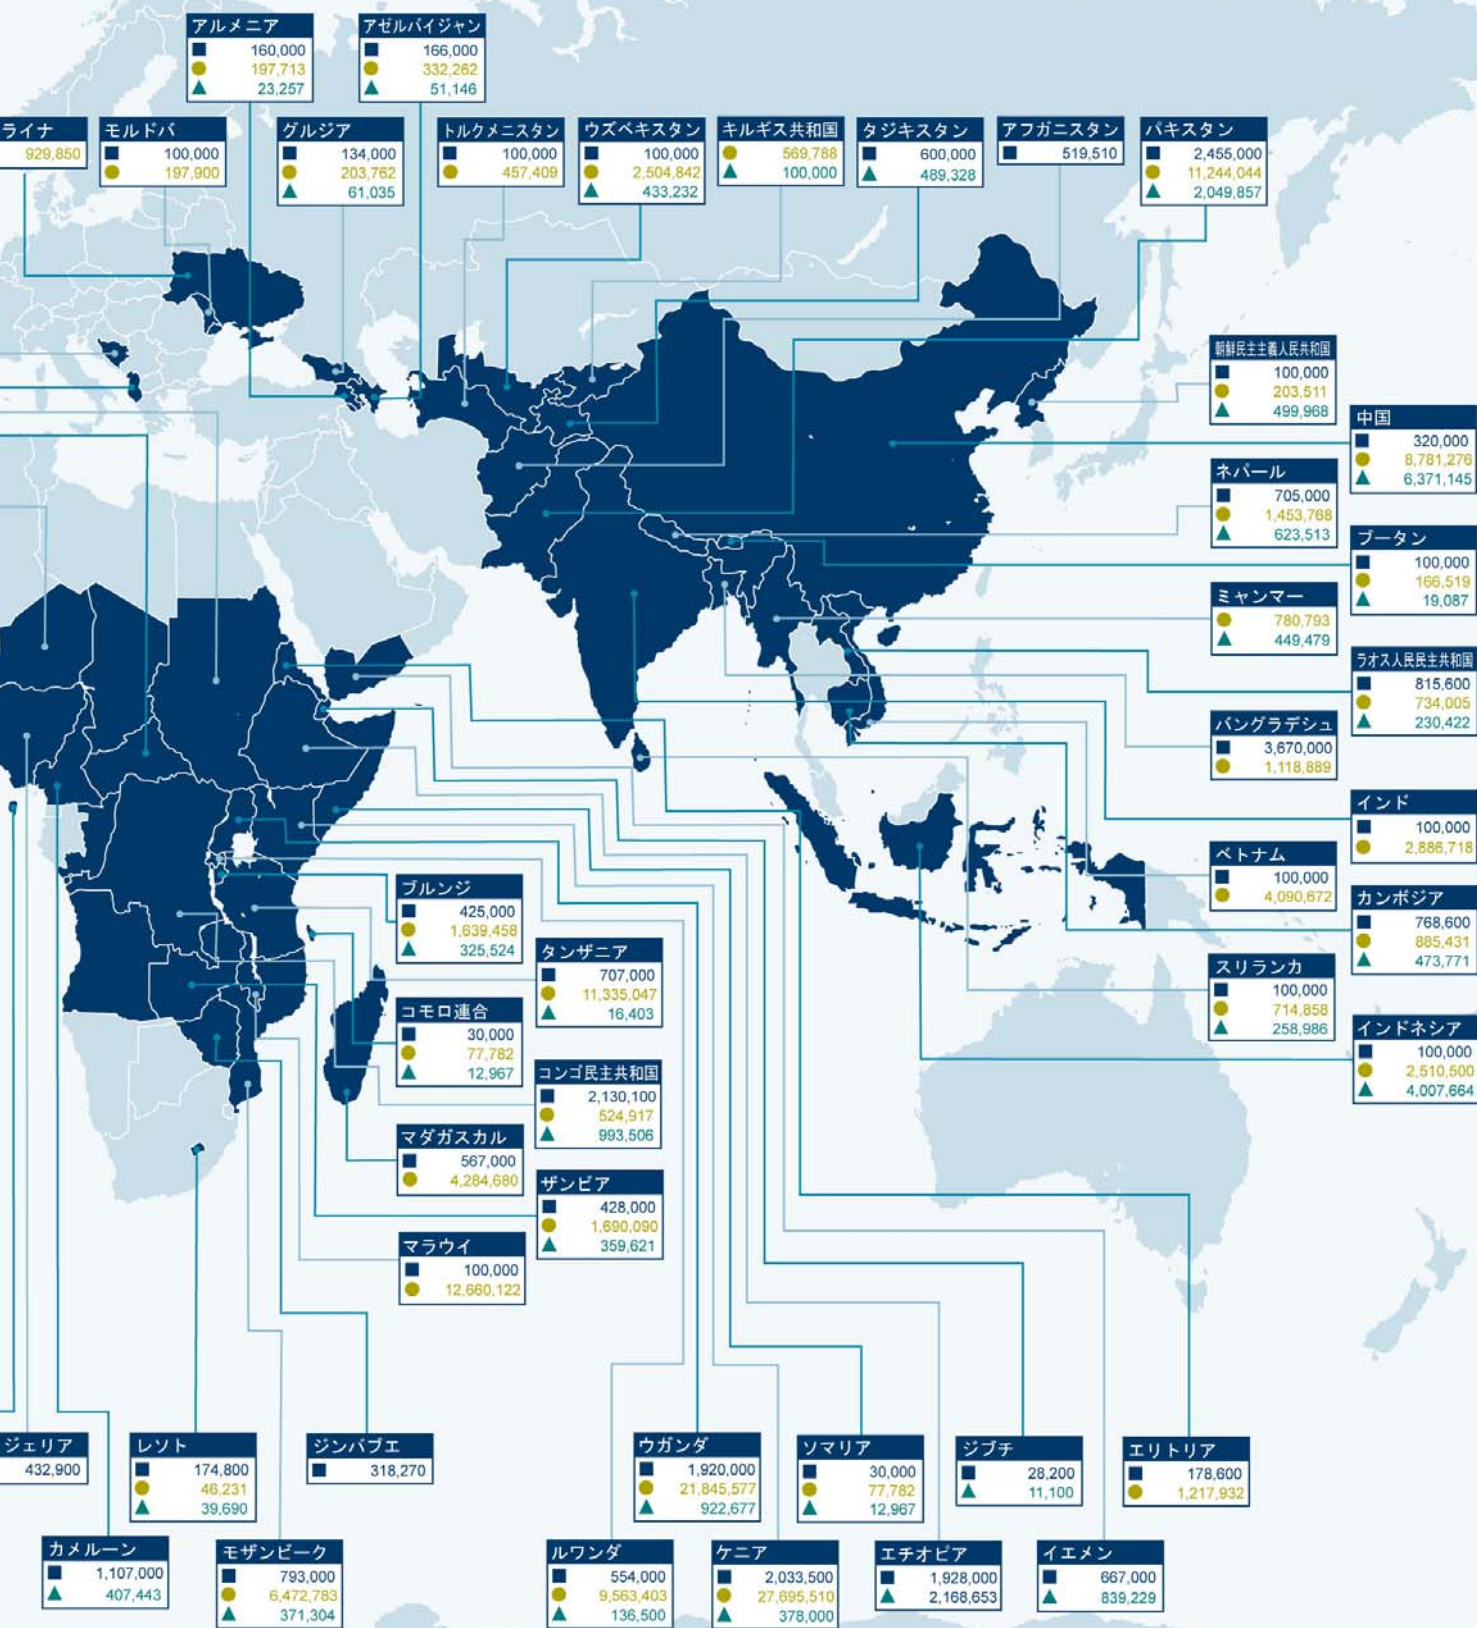 アルメニア
160,000
197,713
23,257
アゼルバイジャン
166,000
332,262
51,146
ライナ
929,850
モルドバ
100,000
197,900
グルジア
134,000
203,762
61,035
トルクメニスタン
100,000
457,409
ウズベキスタン
100,000
2,504,842
433,232
キルギス共和国
569,788
100,000
タジキスタン
600,000
489,328
アフガニスタン
519,510
パキスタン
2,455,000
11,244,044
2,049,857
朝鮮民主主義人民共和国
100,000
203,511
499,968
中国
320,000
8,781,276
6,371,145
ネパール
705,000
1,453,768
623,513
ブータン
100,000
166,519
19,087
ミャンマー
780,793
449,479
ラオス人民民主共和国
815,600
734,005
230,422
バングラデシュ
3,670,000
1,118,889
インド
100,000
2,886,718
ベトナム
100,000
4,090,672
カンボジア
768,600
885,431
473,771
スリランカ
100,000
714,858
258,986
インドネシア
100,000
2,510,500
4,007,664
ブルンジ
425,000
1,639,458
325,524
タンザニア
707,000
11,335,047
16,403
コモロ連合
30,000
77,782
12,967
コンゴ民主共和国
2,130,100
524,917
993,506
マダガスカル
567,000
4,284,680
ザンビア
428,000
1,690,090
359,621
マラウイ
100,000
12,660,122
ジェリア
432,900
レソト
174,800
46,231
39,690
ジンバブエ
318,270
ウガンダ
1,920,000
21,845,577
922,677
ソマリア
30,000
77,782
12,967
ジブチ
28,200
11,100
エリトリア
178,600
1,217,932
カメルーン
1,107,000
407,443
モザンビーク
793,000
6,472,783
371,304
ルワンダ
554,000
9,563,403
136,500
ケニア
2,033,500
27,695,510
378,000
エチオピア
1,928,000
2,168,653
イエメン
667,000
839,229